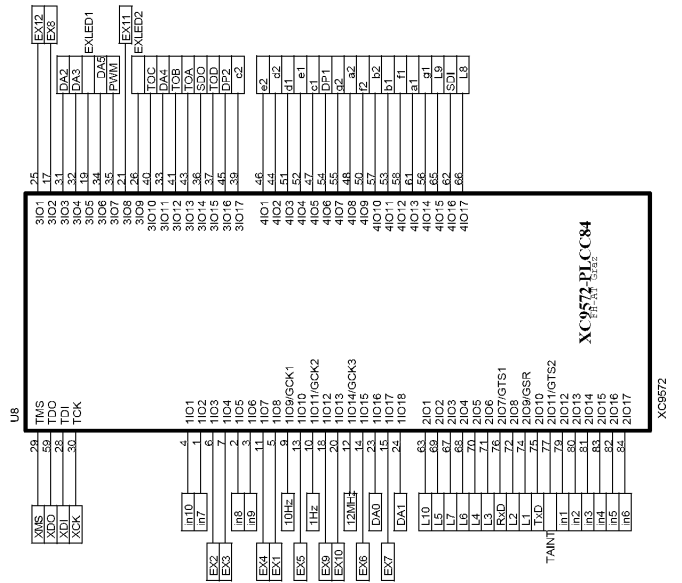 U8
XMS 29 TMS
XDO 59 TDO
XDI 28 TDI
XCK 30 TCK
in10 4 1IO1
in7 1 1IO2
EX2 6 1IO3
EX3 7 1IO4
in8 2 1IO5
in9 3 1IO6
EX4 11 1IO7
EX1 5 1IO8
10Hz 9 1IO9/GCK1
EX5 13 1IO10
1Hz 10 1IO11/GCK2
EX9 18 1IO12
EX10 20 1IO13
12MHz 12 1IO14/GCK3
EX6 14 1IO15
DA0 23 1IO16
EX7 15 1IO17
DA1 24 1IO18
L10 63 2IO1
L5 69 2IO2
L7 67 2IO3
L6 68 2IO4
L4 70 2IO5
L3 71 2IO6
RxD 76 2IO7/GTS1
L2 72 2IO8
L1 74 2IO9/GSR
TxD 75 2IO10
TAINT 77 2IO11/GTS2
in1 79 2IO12
in2 80 2IO13
in3 81 2IO14
in4 83 2IO15
in5 82 2IO16
in6 84 2IO17
3IO1 25 EX12
3IO2 17 EX8
3IO3 31 DA2
3IO4 32 DA3
3IO5 19 EXLED1
3IO6 34 DA5
3IO7 35 PWM
3IO8 21 EX11
3IO9 26 EXLED2
3IO10 40 TOC
3IO11 33 DA4
3IO12 41 TOB
3IO13 43 TOA
3IO14 36 SDO
3IO15 37 TOD
3IO16 45 DP2
3IO17 39 c2
4IO1 46 e2
4IO2 44 d2
4IO3 51 d1
4IO4 52 e1
4IO5 47 c1
4IO6 54 DP1
4IO7 55 g2
4IO8 48 a2
4IO9 50 f2
4IO10 57 b2
4IO11 53 b1
4IO12 58 f1
4IO13 61 a1
4IO14 56 g1
4IO15 65 L9
4IO16 62 SDI
4IO17 66 L8
XC9572-PLCC84
FH-AT Graz
XC9572